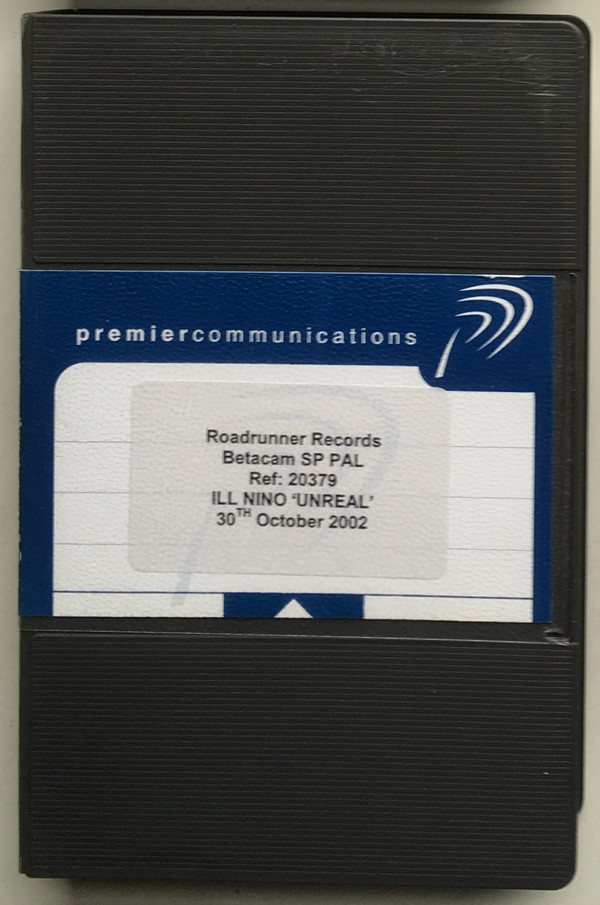 premiercommunications
Roadrunner Records
Betacam SP PAL
Ref: 20379
ILL NINO ‘UNREAL’
30TH October 2002